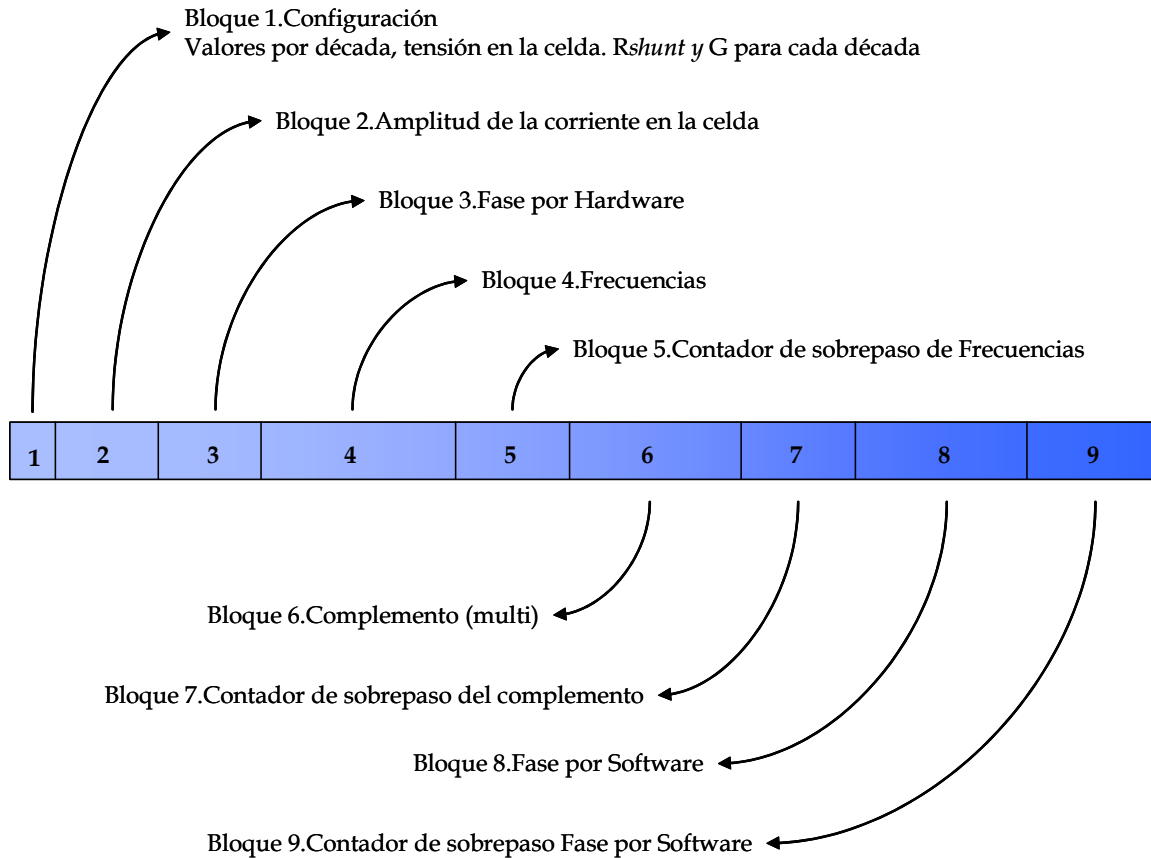 Bloque 1.Configuración
Valores por década, tensión en la celda. Rshunt y G para cada década
Bloque 2.Amplitud de la corriente en la celda
Bloque 3.Fase por Hardware
Bloque 4.Frecuencias
Bloque 5.Contador de sobrepaso de Frecuencias
1 2 3 4 5 6 7 8 9
Bloque 6.Complemento (multi)
Bloque 7.Contador de sobrepaso del complemento
Bloque 8.Fase por Software
Bloque 9.Contador de sobrepaso Fase por Software